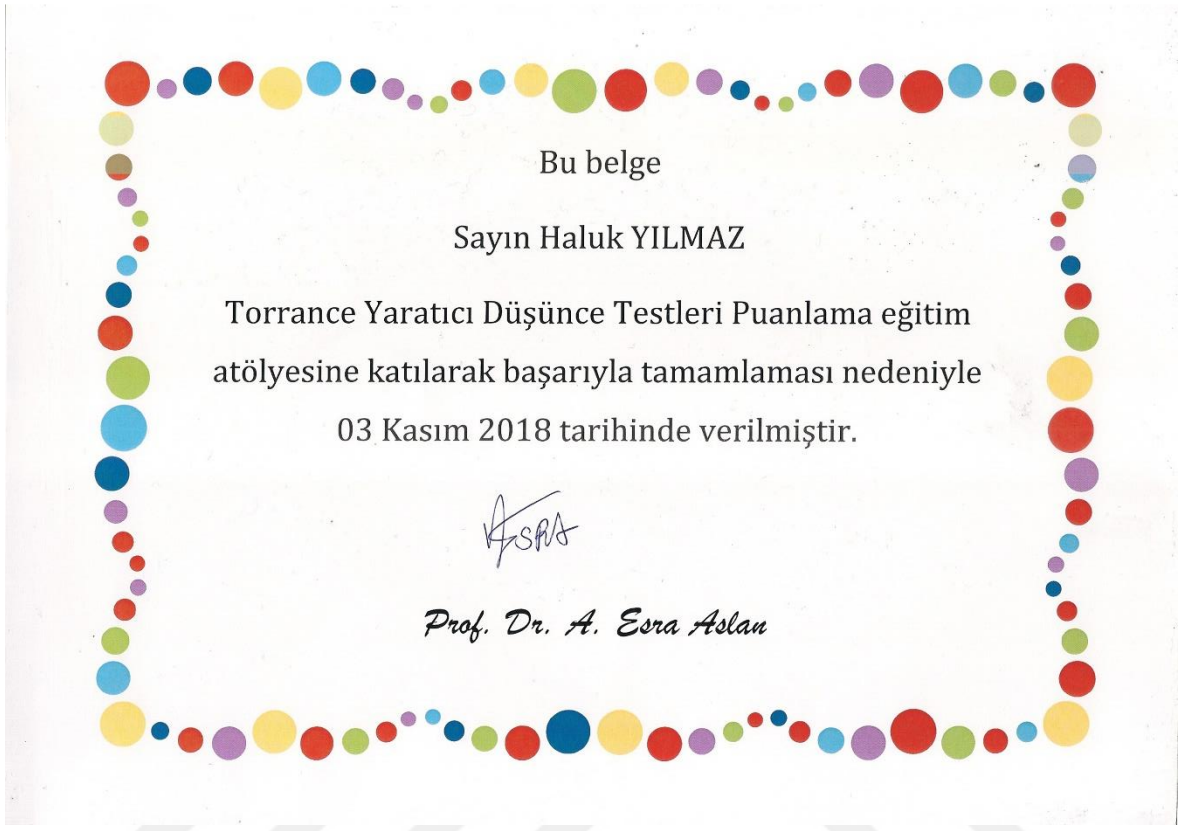 Bu belge
Sayın Haluk YILMAZ
Torrance Yaratıcı Düşünce Testleri Puanlama eğitim
atölyesine katılarak başarıyla tamamlaması nedeniyle
03 Kasım 2018 tarihinde verilmiştir.
Prof. Dr. A. Esra Aslan